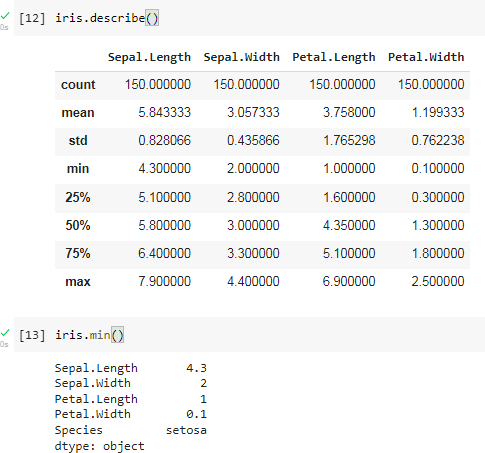 [12] iris.describe()
0s
Sepal.Length Sepal.Width Petal.Length Petal.Width
count 150.000000 150.000000 150.000000 150.000000
mean 5.843333 3.057333 3.758000 1.199333
std 0.828066 0.435866 1.765298 0.762238
min 4.300000 2.000000 1.000000 0.100000
25% 5.100000 2.800000 1.600000 0.300000
50% 5.800000 3.000000 4.350000 1.300000
75% 6.400000 3.300000 5.100000 1.800000
max 7.900000 4.400000 6.900000 2.500000
[13] iris.min()
0s
Sepal.Length 4.3
Sepal.Width 2
Petal.Length 1
Petal.Width 0.1
Species setosa
dtype: object